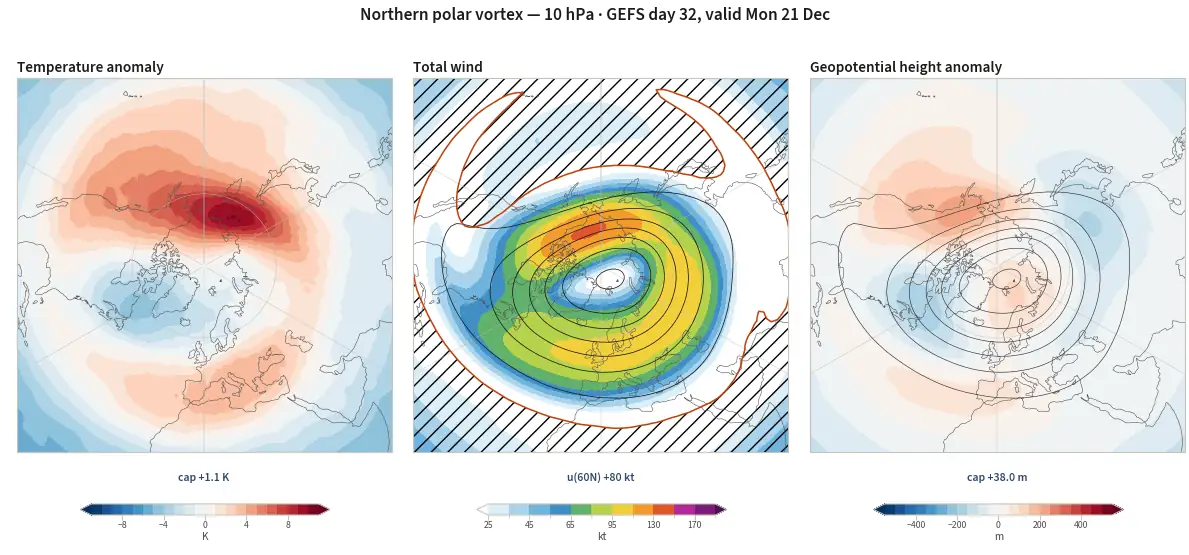 Northern polar vortex — 10 hPa · GEFS day 32, valid Mon 21 Dec
Temperature anomaly
Total wind
Geopotential height anomaly
cap +1.1 K
u(60N) +80 kt
cap +38.0 m
−8 −4 0 4 8
K
25 45 65 95 130 170
kt
−400 −200 0 200 400
m